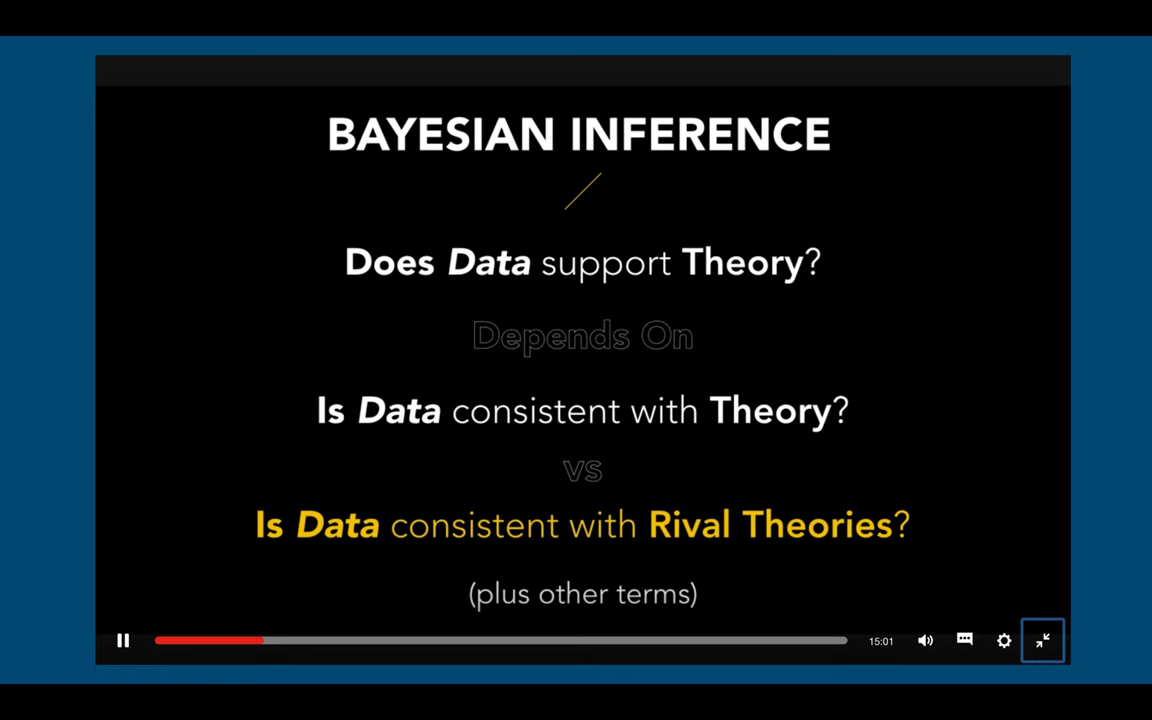 BAYESIAN INFERENCE
Does Data support Theory?
Depends On
Is Data consistent with Theory?
vs
Is Data consistent with Rival Theories?
(plus other terms)
15:01